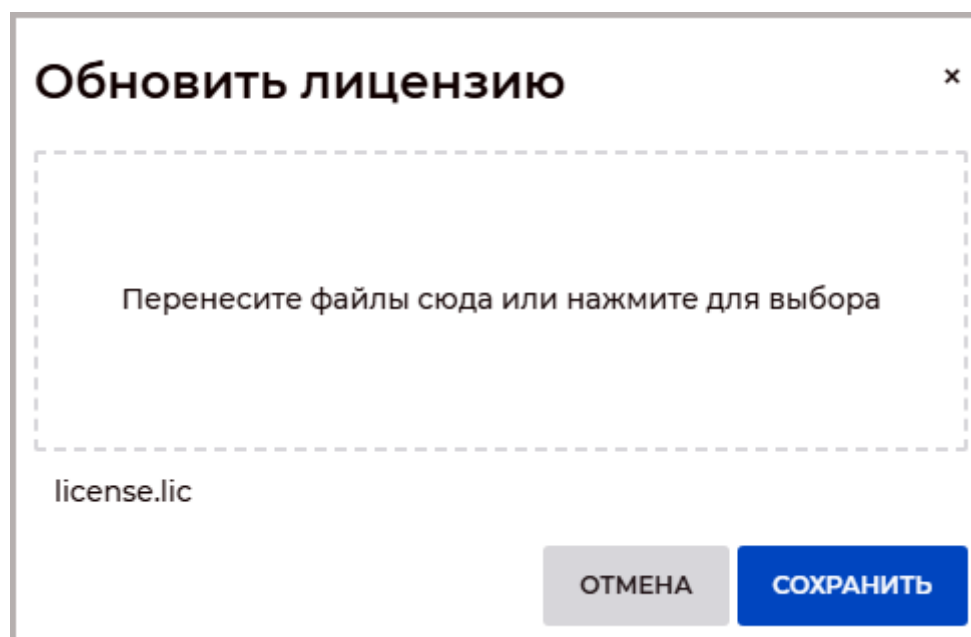 Обновить лицензию
×
Перенесите файлы сюда или нажмите для выбора
license.lic
ОТМЕНА
СОХРАНИТЬ